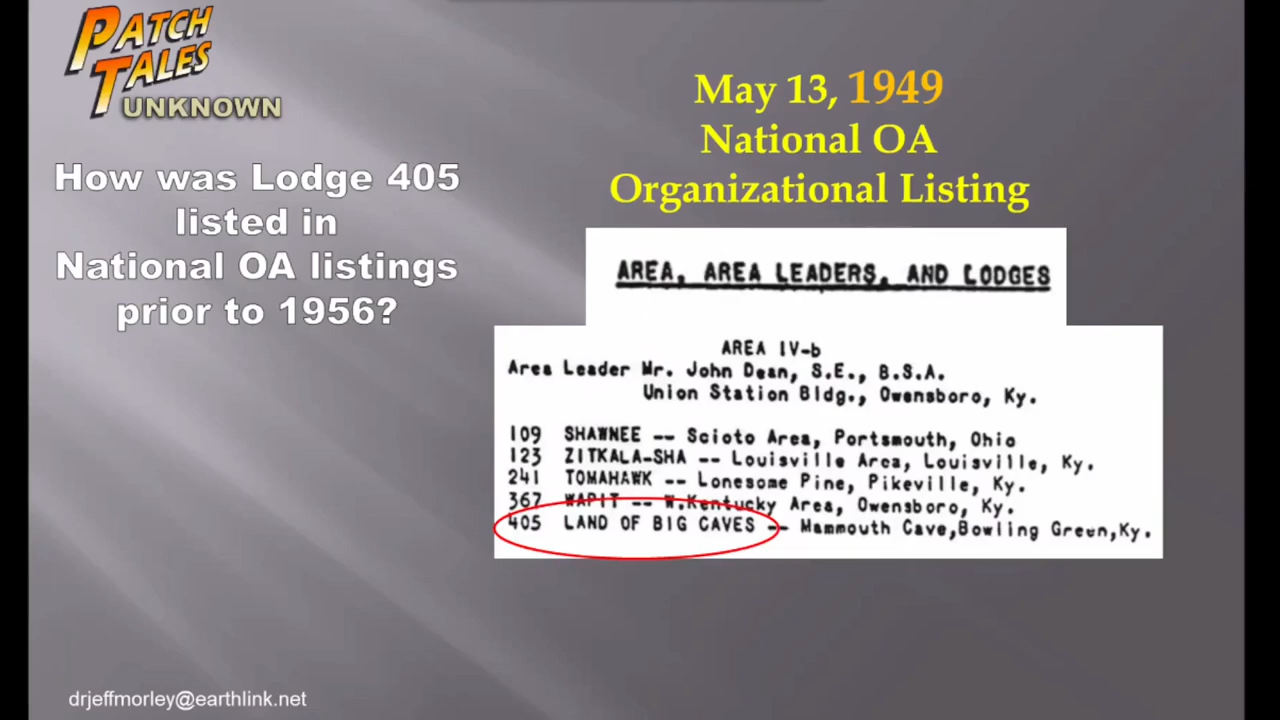 PATCH
TALES
UNKNOWN
How was Lodge 405
listed in
National OA listings
prior to 1956?
May 13, 1949
National OA
Organizational Listing
AREA, AREA LEADERS, AND LODGES
AREA IV-b
Area Leader Mr. John Dean, S.E., B.S.A.
Union Station Bldg., Owensboro, Ky.
109 SHAWNEE -- Scioto Area, Portsmouth, Ohio
123 ZITKALA-SHA -- Louisville Area, Louisville, Ky.
241 TOMAHAWK -- Lonesome Pine, Pikeville, Ky.
367 WAPIT -- W.Kentucky Area, Owensboro, Ky.
405 LAND OF BIG CAVES -- Mammouth Cave,Bowling Green,Ky.
drjeffmorley@earthlink.net